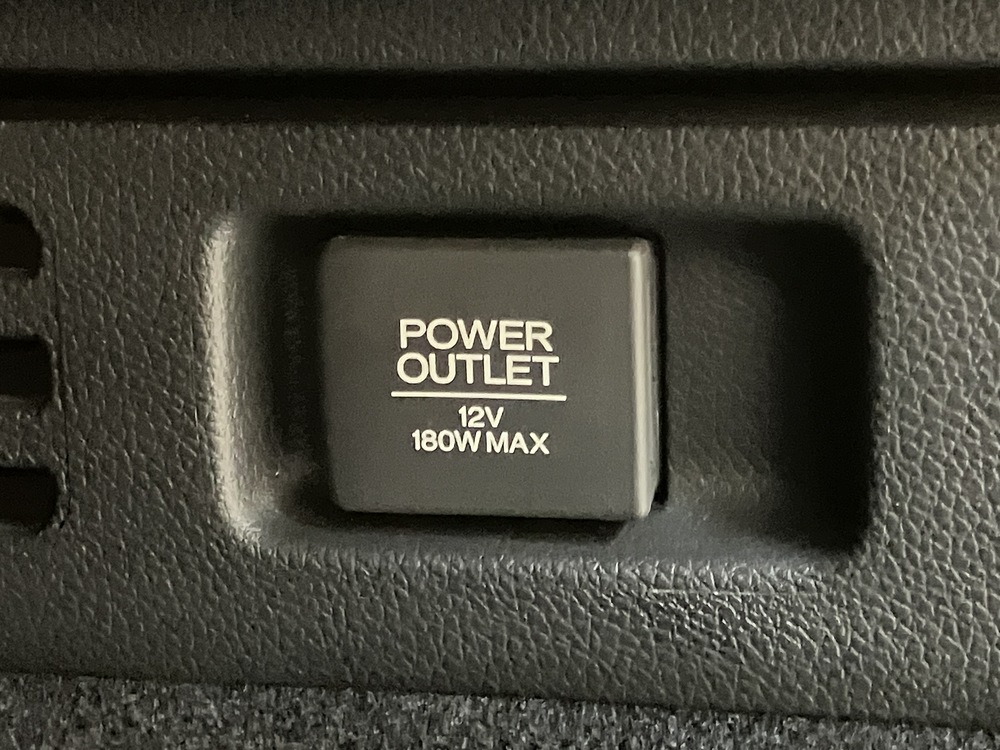 POWER
OUTLET
12V
180W MAX